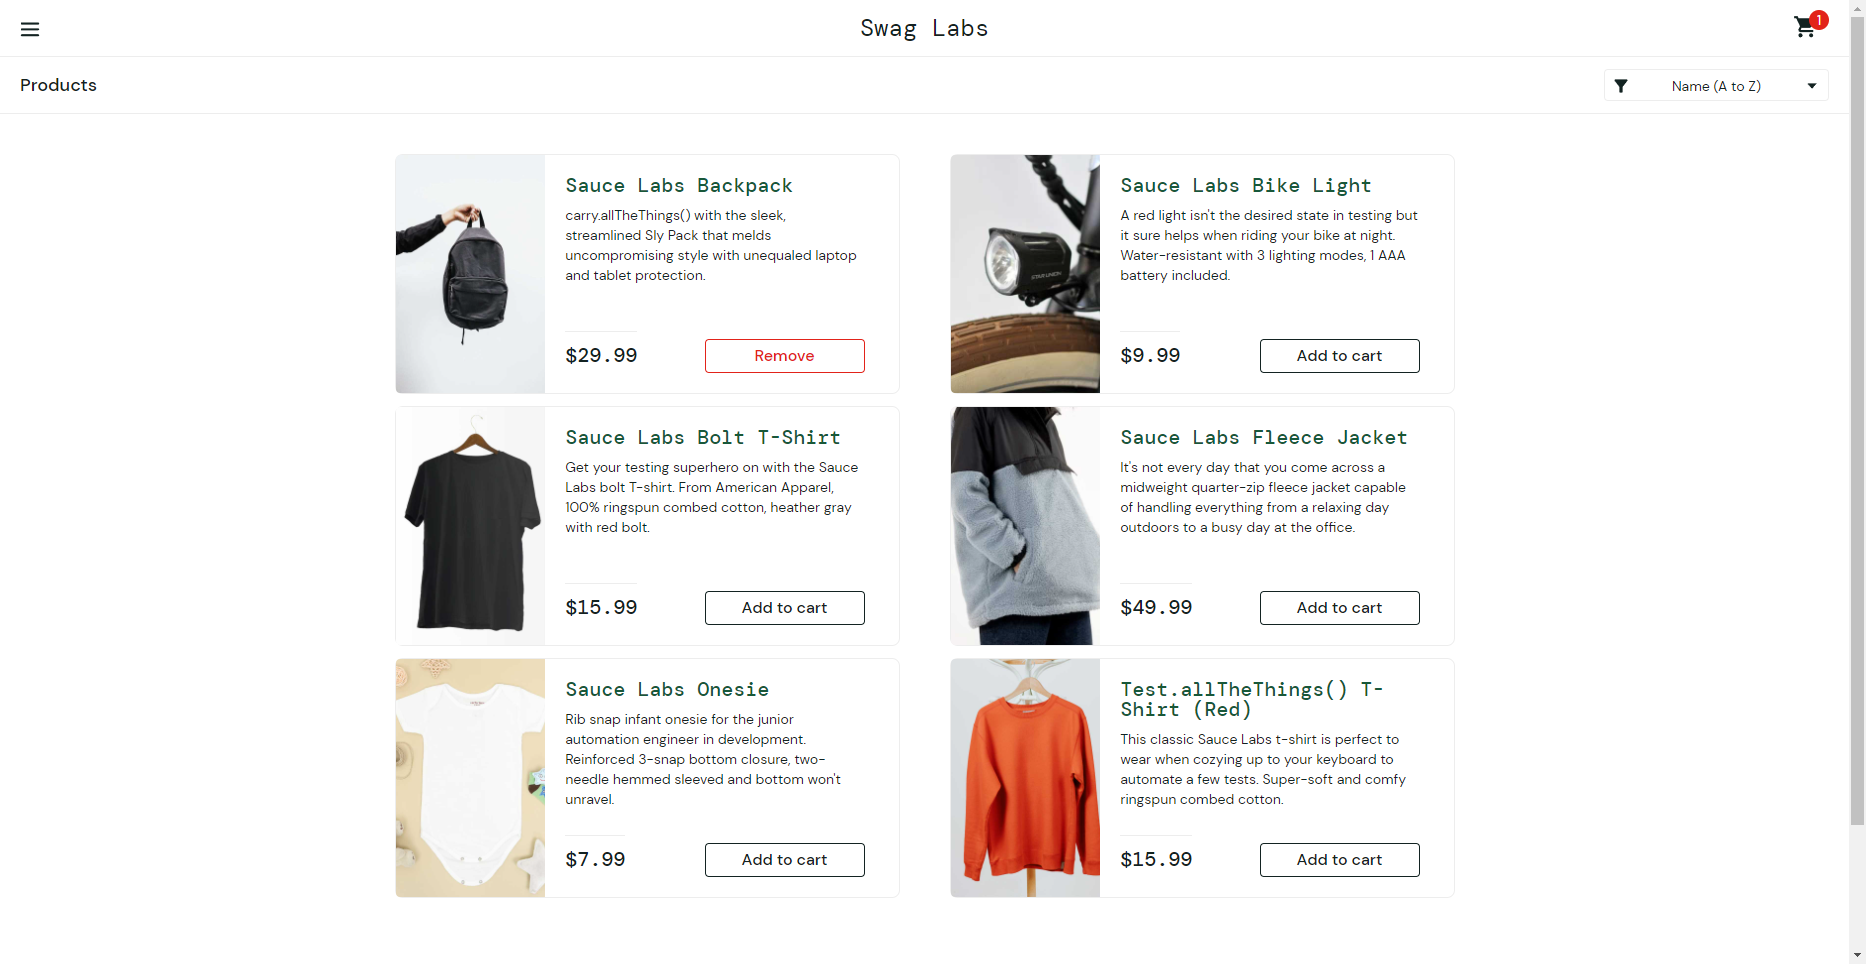 Swag Labs
1
Products
Name (A to Z)
Sauce Labs Backpack
carry.allTheThings() with the sleek,
streamlined Sly Pack that melds
uncompromising style with unequaled laptop
and tablet protection.
$29.99
Remove
STAR UNION
Sauce Labs Bike Light
A red light isn't the desired state in testing but
it sure helps when riding your bike at night.
Water-resistant with 3 lighting modes, 1 AAA
battery included.
$9.99
Add to cart
Sauce Labs Bolt T-Shirt
Get your testing superhero on with the Sauce
Labs bolt T-shirt. From American Apparel,
100% ringspun combed cotton, heather gray
with red bolt.
$15.99
Add to cart
Sauce Labs Fleece Jacket
It's not every day that you come across a
midweight quarter-zip fleece jacket capable
of handling everything from a relaxing day
outdoors to a busy day at the office.
$49.99
Add to cart
Sauce Labs Onesie
Rib snap infant onesie for the junior
automation engineer in development.
Reinforced 3-snap bottom closure, two-
needle hemmed sleeved and bottom won't
unravel.
$7.99
Add to cart
Test.allTheThings() T-
Shirt (Red)
This classic Sauce Labs t-shirt is perfect to
wear when cozying up to your keyboard to
automate a few tests. Super-soft and comfy
ringspun combed cotton.
$15.99
Add to cart